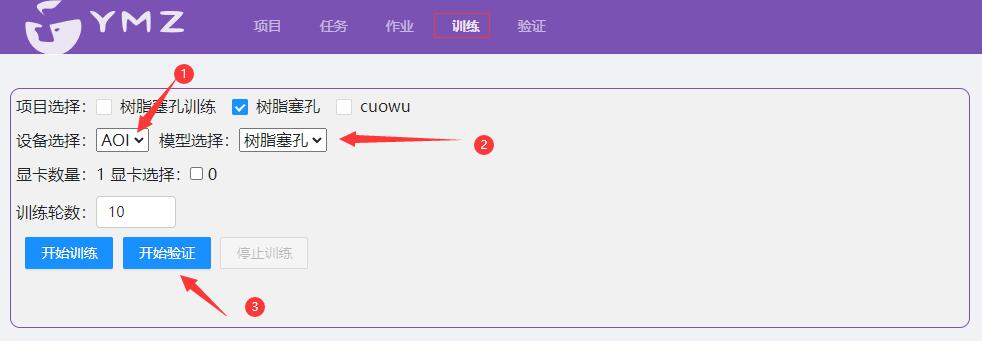 YMZ 项目 任务 作业 训练 验证
1
项目选择： 树脂塞孔训练 树脂塞孔 cuowu
设备选择： AOI 模型选择： 树脂塞孔
2
显卡数量： 1 显卡选择： 0
训练轮数： 10
开始训练 开始验证 停止训练
3